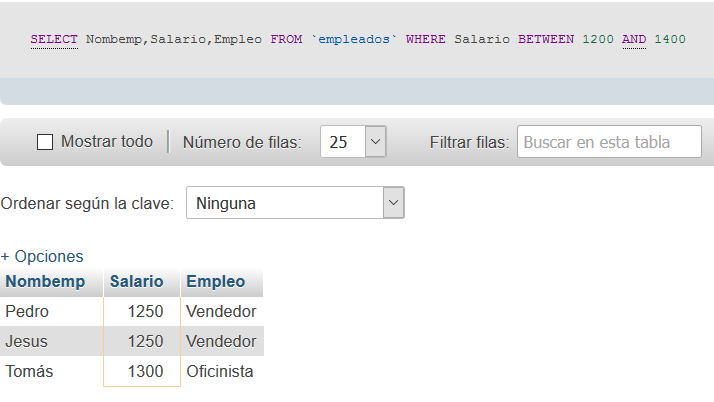 SELECT Nombemp,Salario,Empleo FROM `empleados` WHERE Salario BETWEEN 1200 AND 1400
Mostrar todo Número de filas: 25 Filtrar filas: Buscar en esta tabla
Ordenar según la clave: Ninguna
+ Opciones
Nombemp Salario Empleo
Pedro 1250 Vendedor
Jesus 1250 Vendedor
Tomás 1300 Oficinista